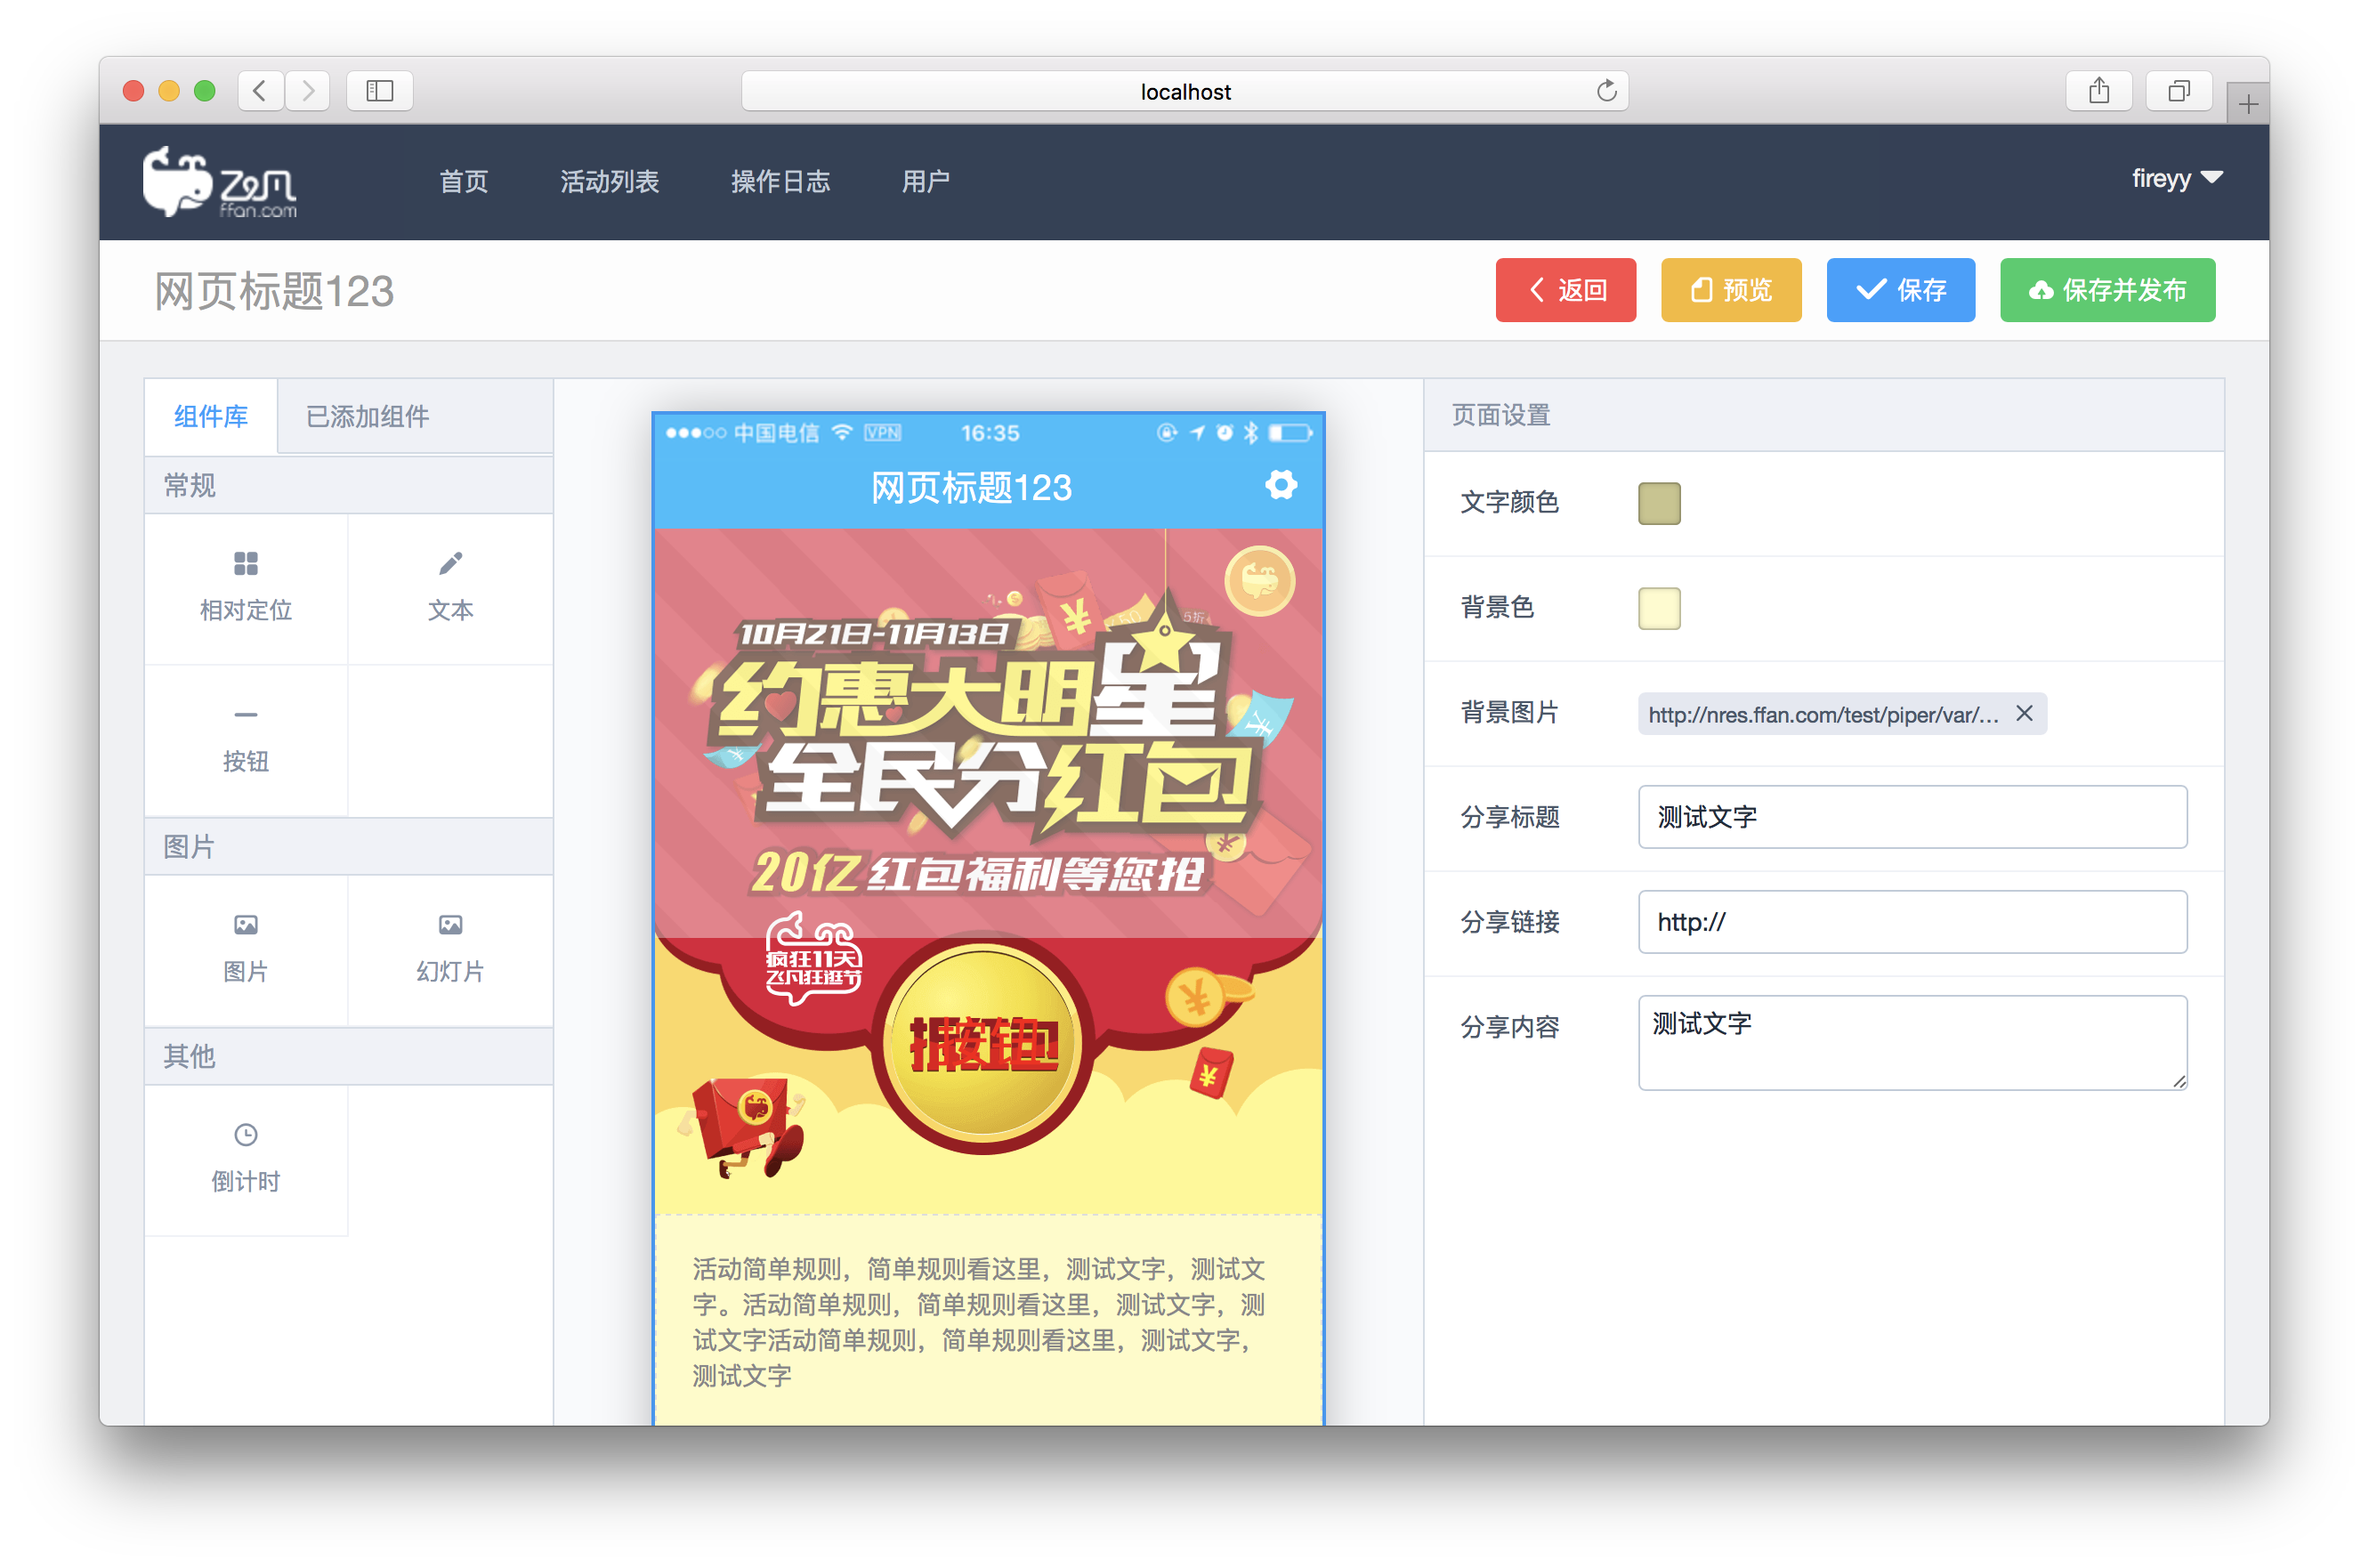 localhost
飞凡
ffan.com
首页
活动列表
操作日志
用户
fireyy
网页标题123
返回
预览
保存
保存并发布
组件库
已添加组件
常规
相对定位
文本
按钮
图片
图片
幻灯片
其他
倒计时
中国电信
VPN
16:35
网页标题123
10月21日-11月13日
约惠大明星
全民分红包
20亿红包福利等您抢
疯狂11天
飞凡狂逛节
按钮
活动简单规则，简单规则看这里，测试文字，测试文
字。活动简单规则，简单规则看这里，测试文字，测
试文字活动简单规则，简单规则看这里，测试文字，
测试文字
页面设置
文字颜色
背景色
背景图片
http://nres.ffan.com/test/piper/var/...
分享标题
测试文字
分享链接
http://
分享内容
测试文字